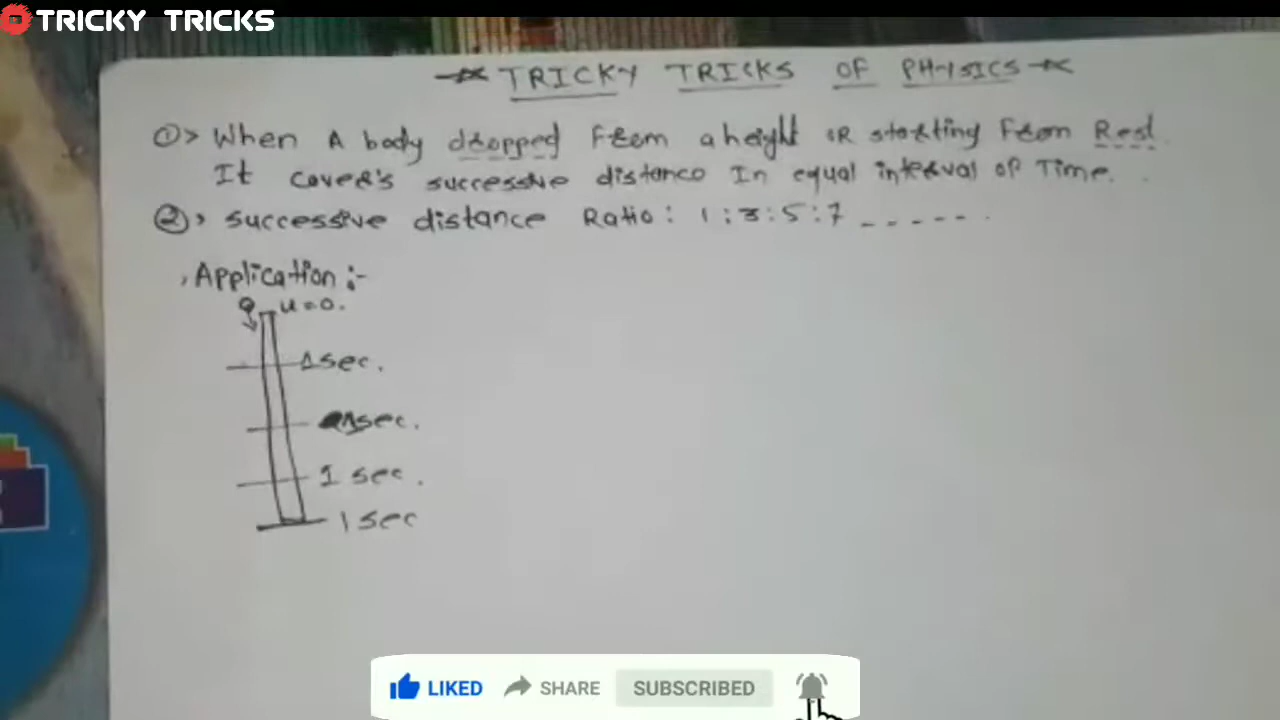 TRICKY TRICKS
TRICKY TRICKS OF PHYSICS
①> When A body dropped From a height OR starting From Rest.
It cover's successive distance In equal interval of Time.
②> successive distance Ratio : 1 : 3 : 5 : 7 _ _ _ _ _ .
, Application :-
u = 0.
1sec.
1sec.
1 sec.
1 sec
LIKED SHARE SUBSCRIBED